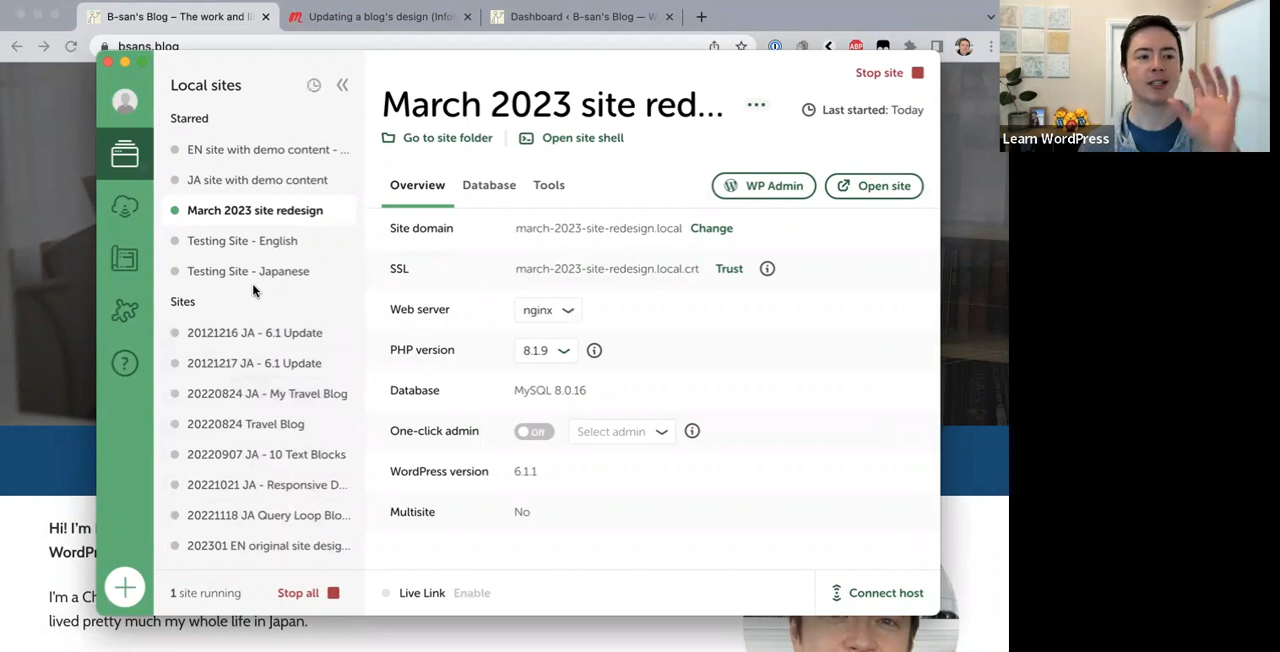 B-san's Blog – The work and li
Updating a blog's design (Info
Dashboard ‹ B-san's Blog — W
bsans.blog
ABP
Learn WordPress
Local sites
Starred
EN site with demo content - ...
JA site with demo content
March 2023 site redesign
Testing Site - English
Testing Site - Japanese
Sites
20121216 JA - 6.1 Update
20121217 JA - 6.1 Update
20220824 JA - My Travel Blog
20220824 Travel Blog
20220907 JA - 10 Text Blocks
20221021 JA - Responsive D...
20221118 JA Query Loop Blo...
202301 EN original site desig...
1 site running
Stop all
Stop site
March 2023 site red...
Last started: Today
Go to site folder
Open site shell
Overview
Database
Tools
WP Admin
Open site
Site domain
march-2023-site-redesign.local
Change
SSL
march-2023-site-redesign.local.crt
Trust
Web server
nginx
PHP version
8.1.9
Database
MySQL 8.0.16
One-click admin
Off
Select admin
WordPress version
6.1.1
Multisite
No
Live Link
Enable
Connect host
Hi! I'm
WordPr
I'm a Ch
lived pretty much my whole life in Japan.